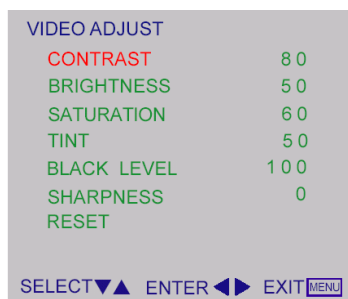 VIDEO ADJUST
CONTRAST 80
BRIGHTNESS 50
SATURATION 60
TINT 50
BLACK LEVEL 100
SHARPNESS 0
RESET
SELECT▼▲ ENTER◀▶ EXIT MENU